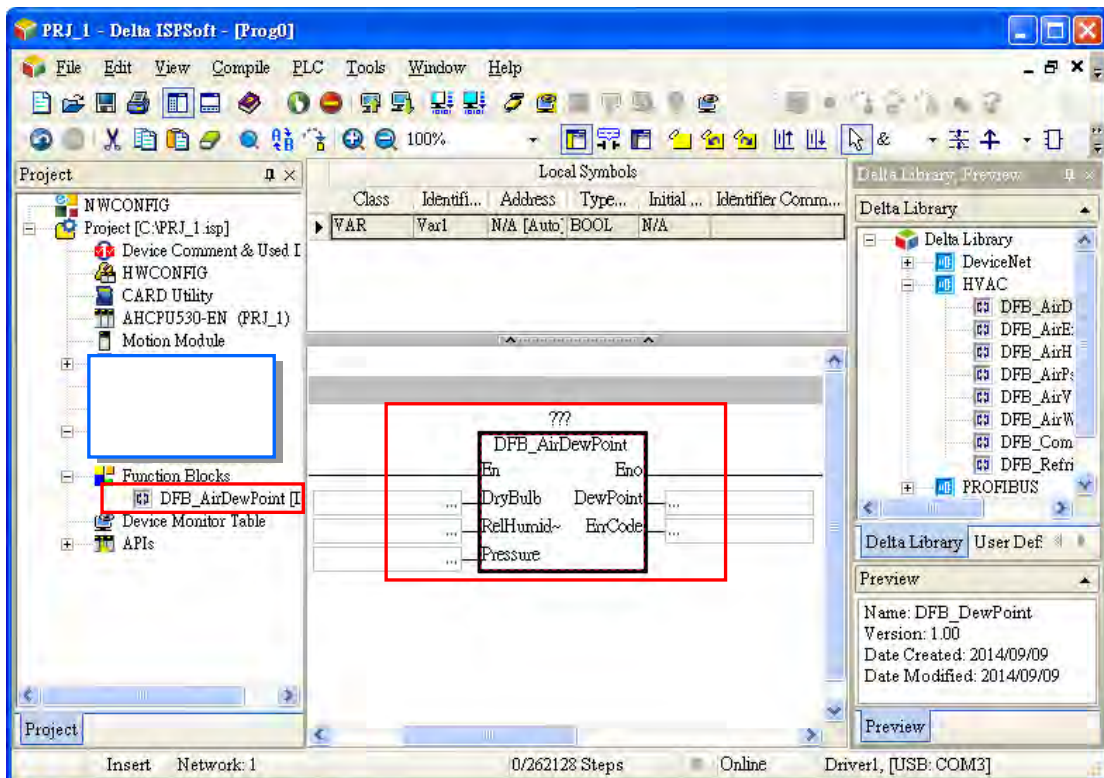 PRJ_1 - Delta ISPSoft - [Prog0]
File Edit View Compile PLC Tools Window Help
100%
&
Project
NWCONFIG
Project [C:\PRJ_1.isp]
Device Comment & Used I
HWCONFIG
CARD Utility
AHCPU530-EN (PRJ_1)
Motion Module
Function Blocks
DFB_AirDewPoint [I
Device Monitor Table
APIs
Project
Local Symbols
Class Identifi... Address Type... Initial ... Identifier Comm...
VAR Var1 N/A [Auto] BOOL N/A
???
DFB_AirDewPoint
En Eno
... DryBulb DewPoint ...
... RelHumid~ ErrCode ...
... Pressure
Delta Library, Preview
Delta Library
Delta Library
DeviceNet
HVAC
DFB_AirD
DFB_AirE
DFB_AirH
DFB_AirPs
DFB_AirV
DFB_AirW
DFB_Com
DFB_Refri
PROFIBUS
Delta Library User Def
Preview
Name: DFB_DewPoint
Version: 1.00
Date Created: 2014/09/09
Date Modified: 2014/09/09
Preview
Insert Network: 1 0/262128 Steps Online Driver1, [USB: COM3]